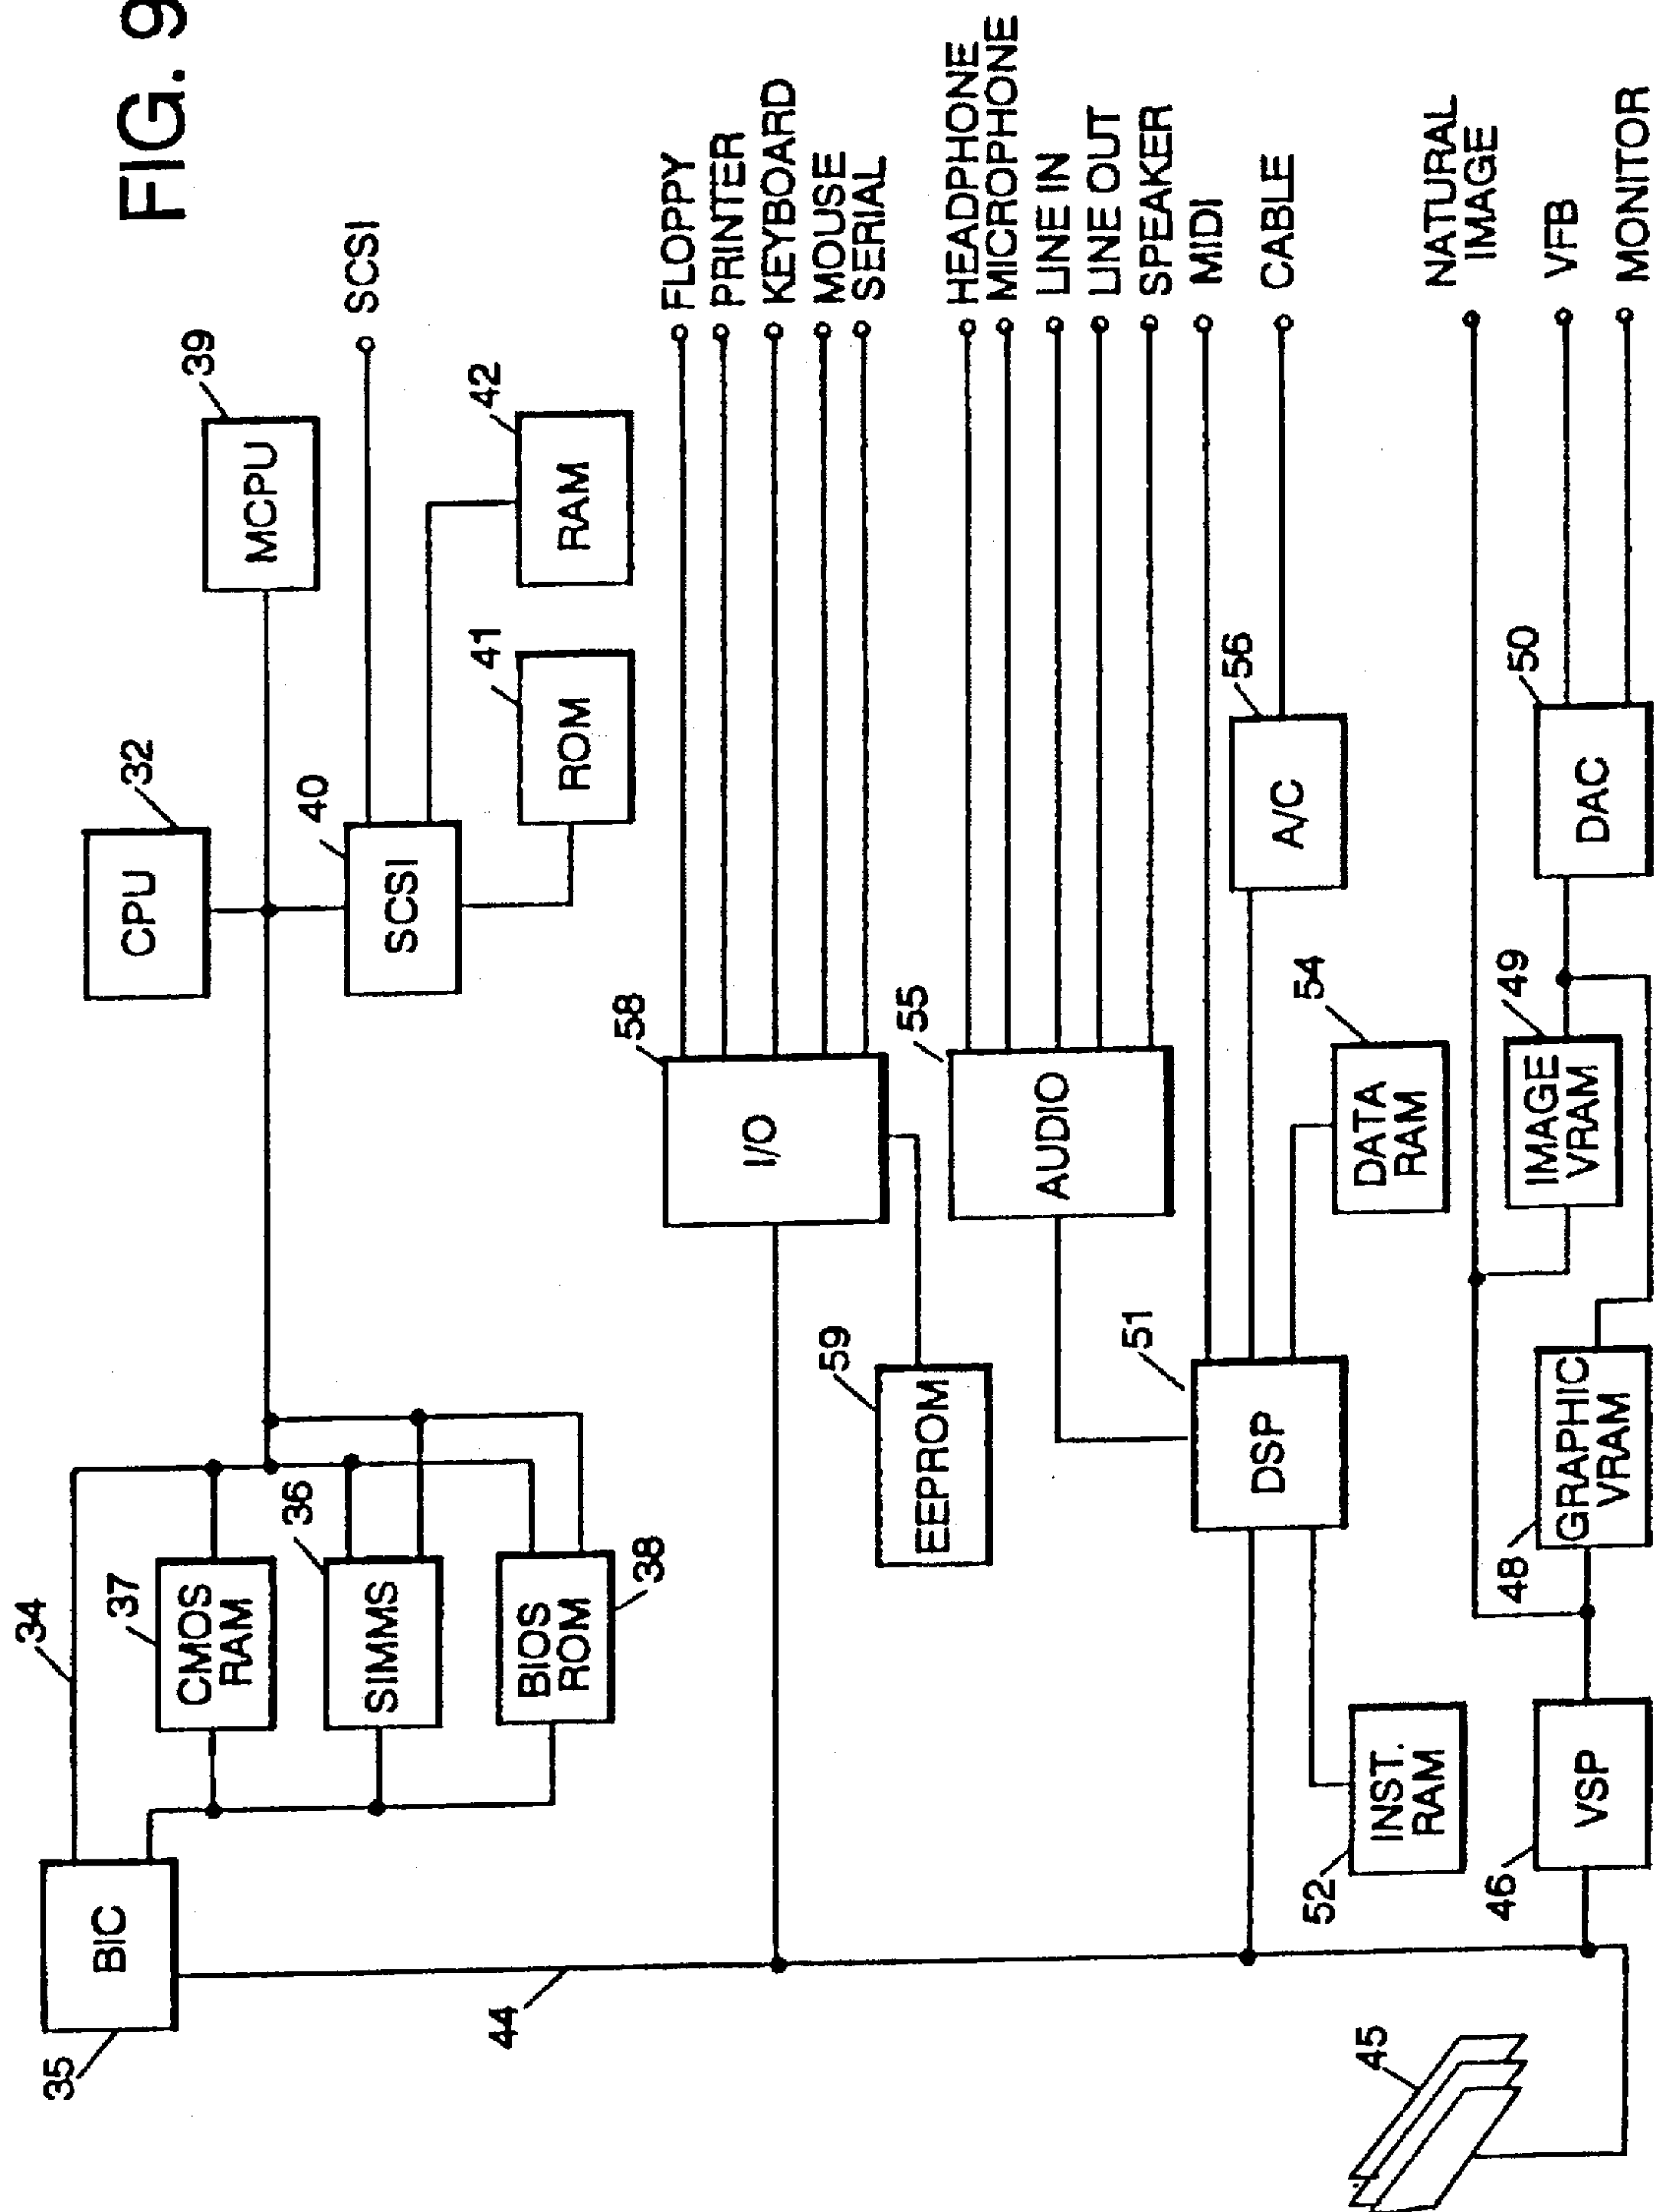 FIG. 9
34
35
BIC
37
CMOS
RAM
36
SIMMS
38
BIOS
ROM
CPU
32
39
MCPU
40
SCSI
SCSI
41
ROM
42
RAM
44
58
I/O
FLOPPY
PRINTER
KEYBOARD
MOUSE
SERIAL
59
EEPROM
55
AUDIO
HEADPHONE
MICROPHONE
LINE IN
LINE OUT
SPEAKER
MIDI
51
DSP
56
A/C
CABLE
54
DATA
RAM
52
INST.
RAM
45
46
VSP
48
GRAPHIC
VRAM
49
IMAGE
VRAM
50
DAC
NATURAL
IMAGE
VFB
MONITOR